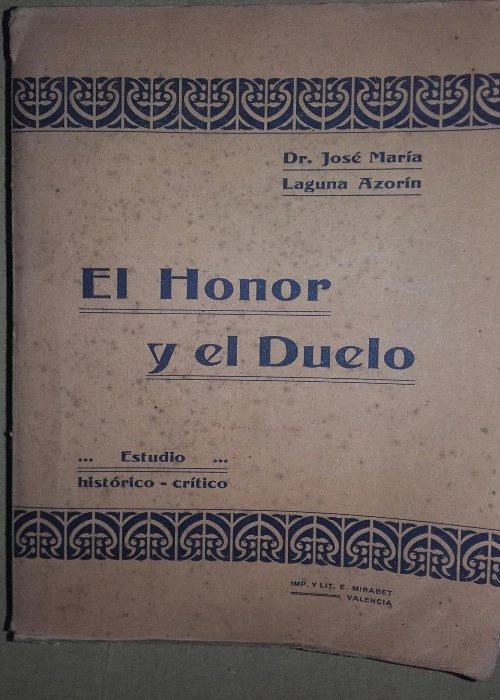 Dr. José María
Laguna Azorín
El Honor
y el Duelo
... Estudio ...
histórico - crítico
IMP. Y LIT. E. MIRABET
VALENCIA